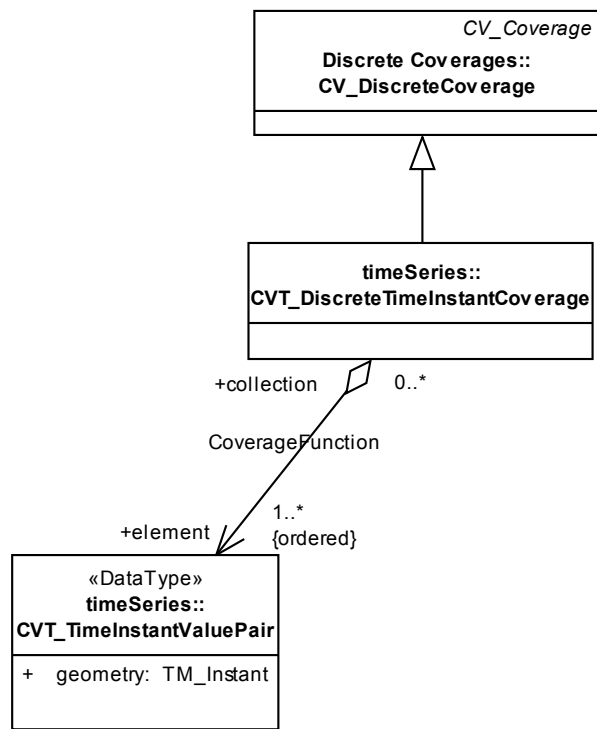 CV_Coverage
Discrete Coverages::
CV_DiscreteCoverage
timeSeries::
CVT_DiscreteTimeInstantCoverage
+collection 0..*
CoverageFunction
1..*
+element
{ordered}
«DataType»
timeSeries::
CVT_TimeInstantValuePair
+ geometry: TM_Instant